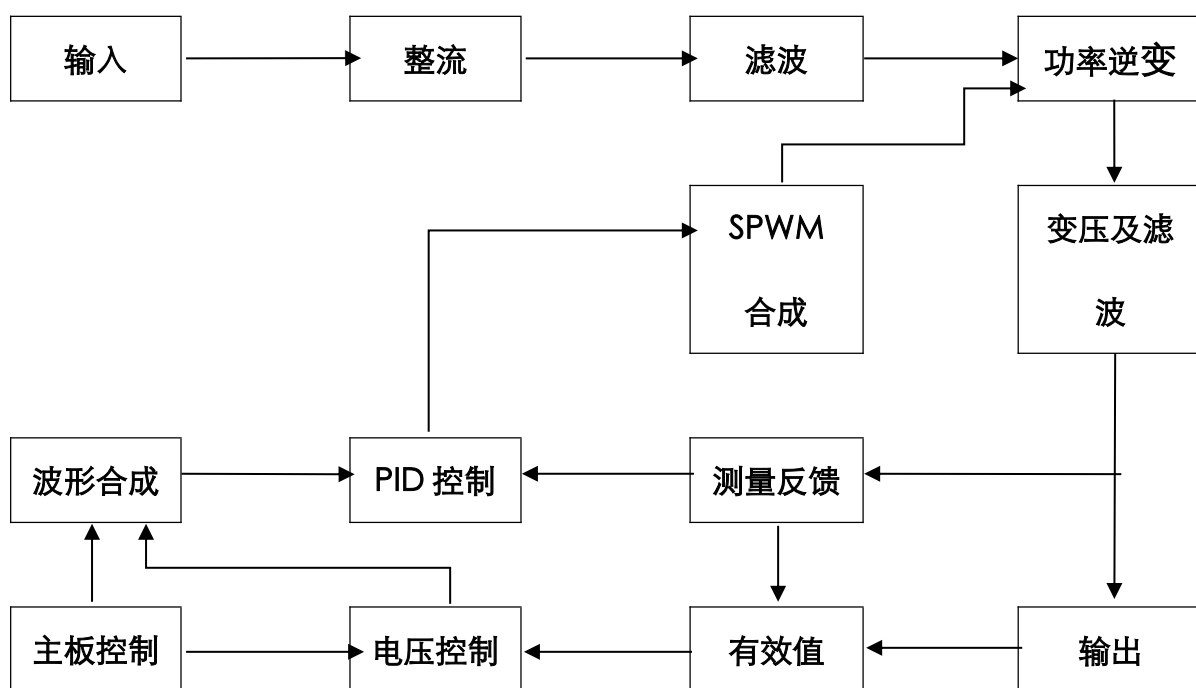 输入
整流
滤波
功率逆变
SPWM
合成
变压及滤
波
波形合成
PID 控制
测量反馈
主板控制
电压控制
有效值
输出